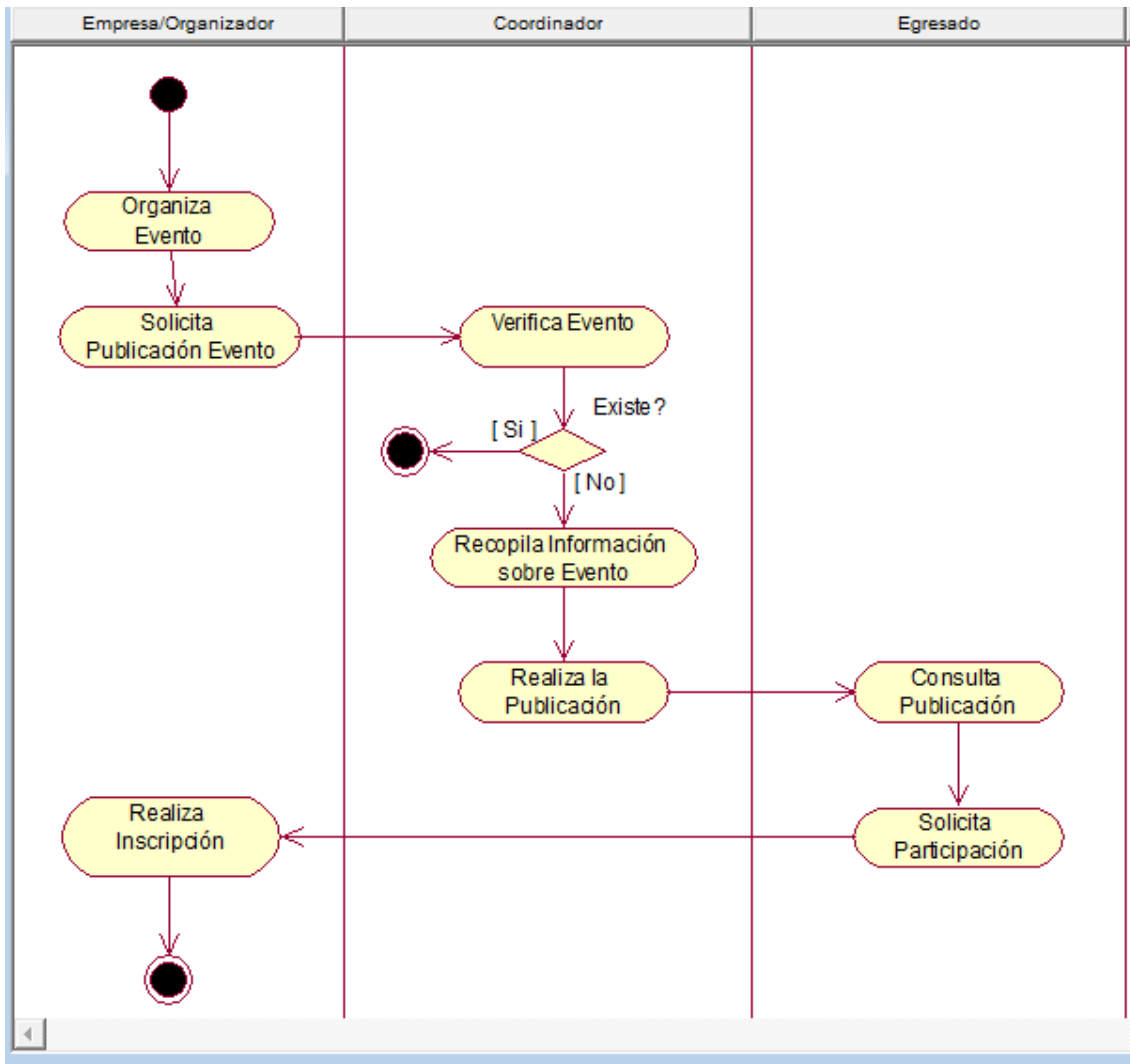 Empresa/Organizador
Coordinador
Egresado
Organiza
Evento
Solicita
Publicación Evento
Verifica Evento
Existe?
[ Si ]
[ No ]
Recopila Información
sobre Evento
Realiza la
Publicación
Consulta
Publicación
Realiza
Inscripción
Solicita
Participación